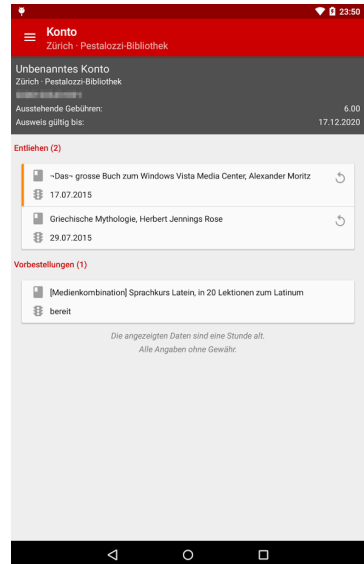 23:50
Konto
Zürich · Pestalozzi-Bibliothek
Unbenanntes Konto
Zürich · Pestalozzi-Bibliothek
Ausstehende Gebühren: 6.00
Ausweis gültig bis: 17.12.2020
Entliehen (2)
¬Das¬ grosse Buch zum Windows Vista Media Center, Alexander Moritz
17.07.2015
Griechische Mythologie, Herbert Jennings Rose
29.07.2015
Vorbestellungen (1)
[Medienkombination] Sprachkurs Latein, in 20 Lektionen zum Latinum
bereit
Die angezeigten Daten sind eine Stunde alt.
Alle Angaben ohne Gewähr.